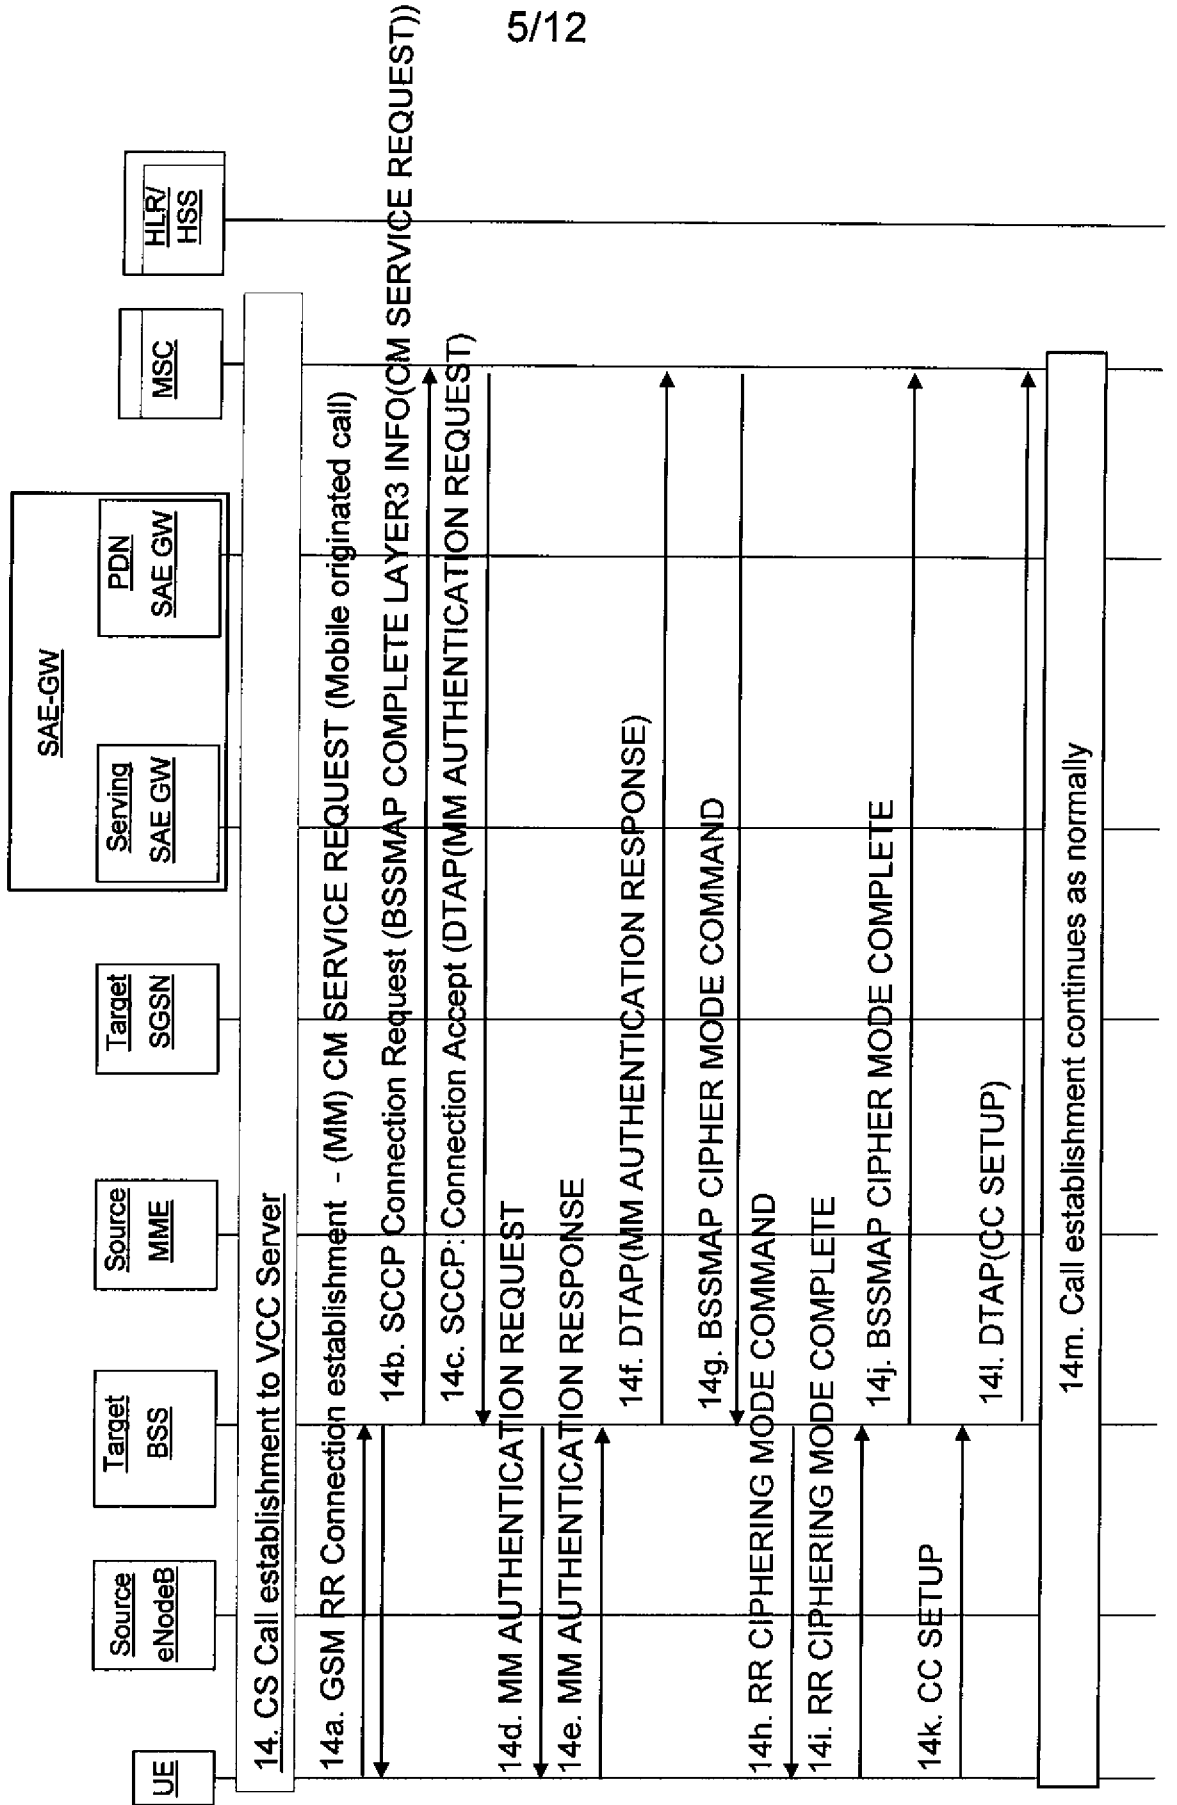 5/12
UE
Source
eNodeB
Target
BSS
Source
MME
Target
SGSN
SAE-GW
Serving
SAE GW
PDN
SAE GW
MSC
HLR/
HSS
14. CS Call establishment to VCC Server
14a. GSM RR Connection establishment - (MM) CM SERVICE REQUEST (Mobile originated call)
14b. SCCP Connection Request (BSSMAP COMPLETE LAYER3 INFO(CM SERVICE REQUEST))
14c. SCCP: Connection Accept (DTAP(MM AUTHENTICATION REQUEST)
14d. MM AUTHENTICATION REQUEST
14e. MM AUTHENTICATION RESPONSE
14f. DTAP(MM AUTHENTICATION RESPONSE)
14g. BSSMAP CIPHER MODE COMMAND
14h. RR CIPHERING MODE COMMAND
14i. RR CIPHERING MODE COMPLETE
14j. BSSMAP CIPHER MODE COMPLETE
14k. CC SETUP
14l. DTAP(CC SETUP)
14m. Call establishment continues as normally